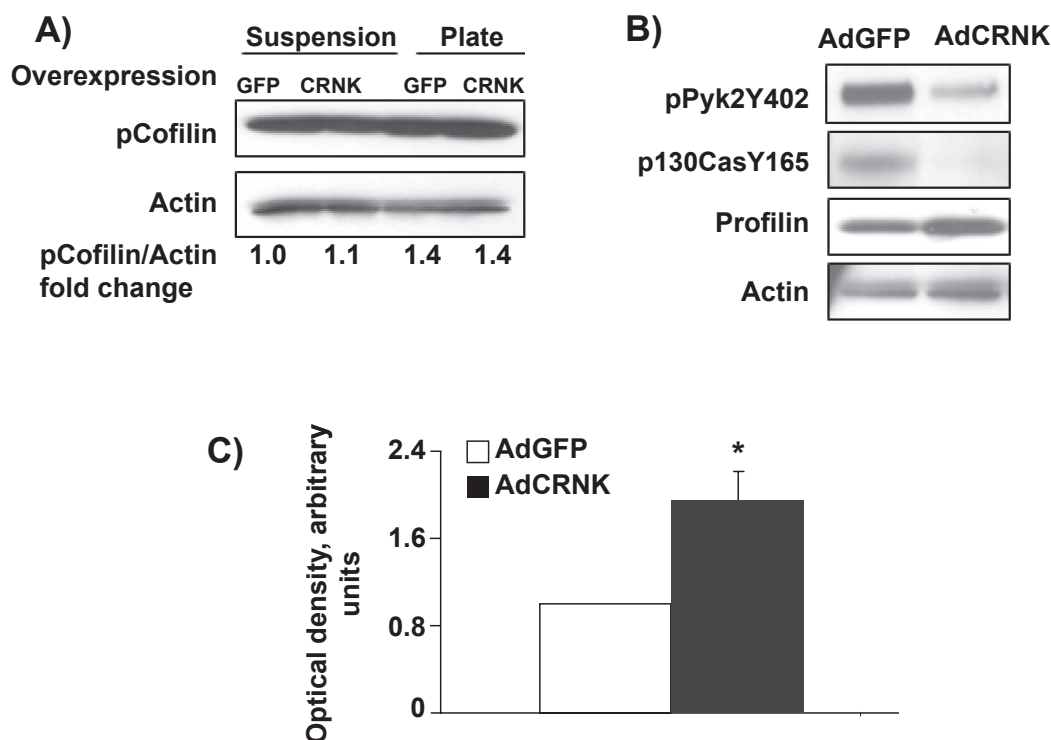 A)
Suspension Plate
Overexpression
GFP CRNK GFP CRNK
pCofilin
Actin
pCofilin/Actin 1.0 1.1 1.4 1.4
fold change
B)
AdGFP AdCRNK
pPyk2Y402
p130CasY165
Profilin
Actin
C)
Optical density, arbitrary
units
2.4
1.6
0.8
0
AdGFP
AdCRNK
*